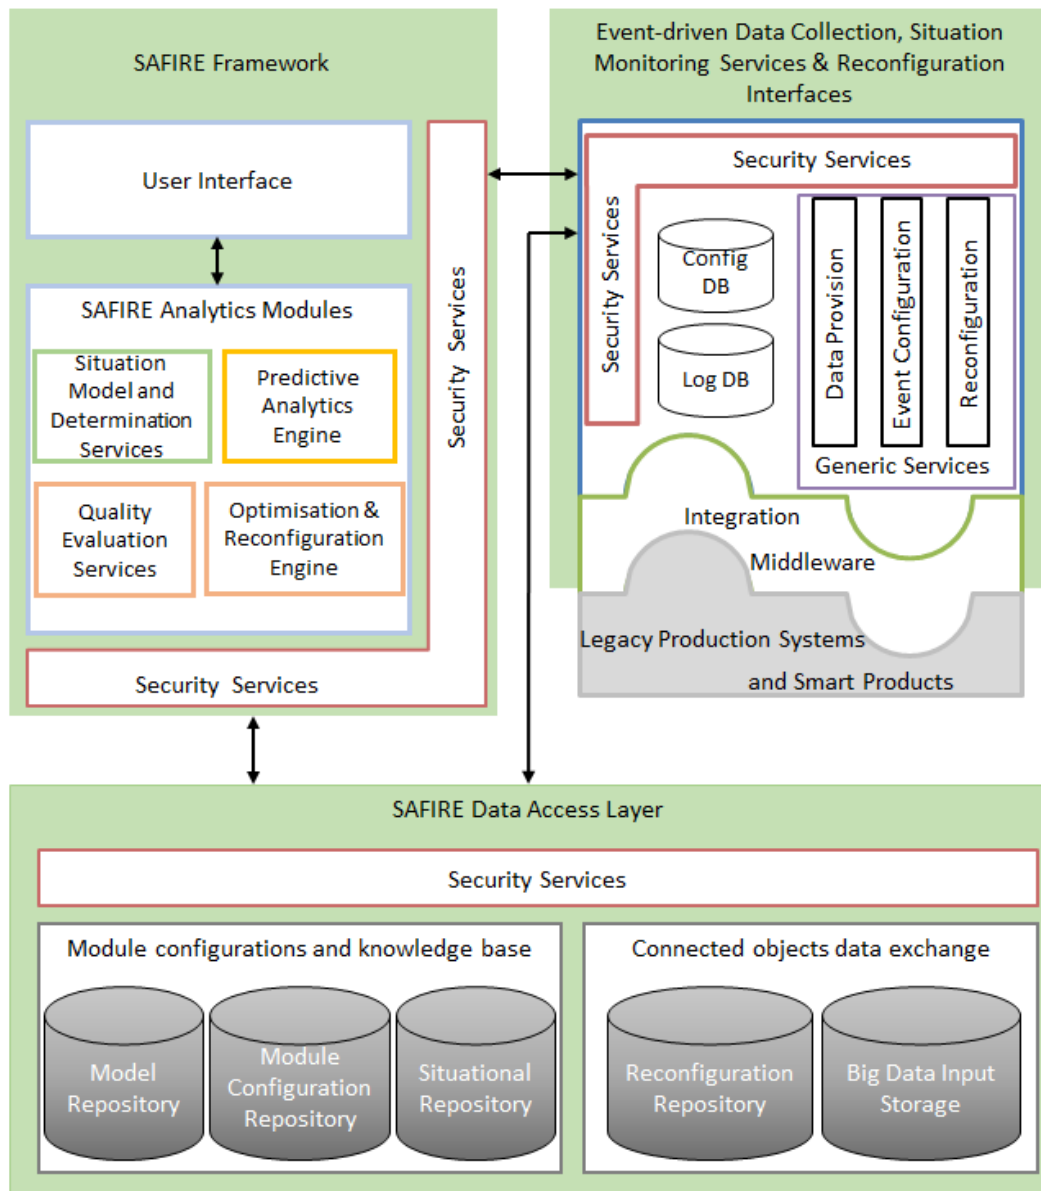 SAFIRE Framework
User Interface
SAFIRE Analytics Modules
Situation
Model and
Determination
Services
Predictive
Analytics
Engine
Quality
Evaluation
Services
Optimisation &
Reconfiguration
Engine
Security Services
Security Services
Event-driven Data Collection, Situation
Monitoring Services & Reconfiguration
Interfaces
Security Services
Security Services
Config
DB
Log DB
Data Provision
Event Configuration
Reconfiguration
Generic Services
Integration
Middleware
Legacy Production Systems
and Smart Products
SAFIRE Data Access Layer
Security Services
Module configurations and knowledge base
Model
Repository
Module
Configuration
Repository
Situational
Repository
Connected objects data exchange
Reconfiguration
Repository
Big Data Input
Storage